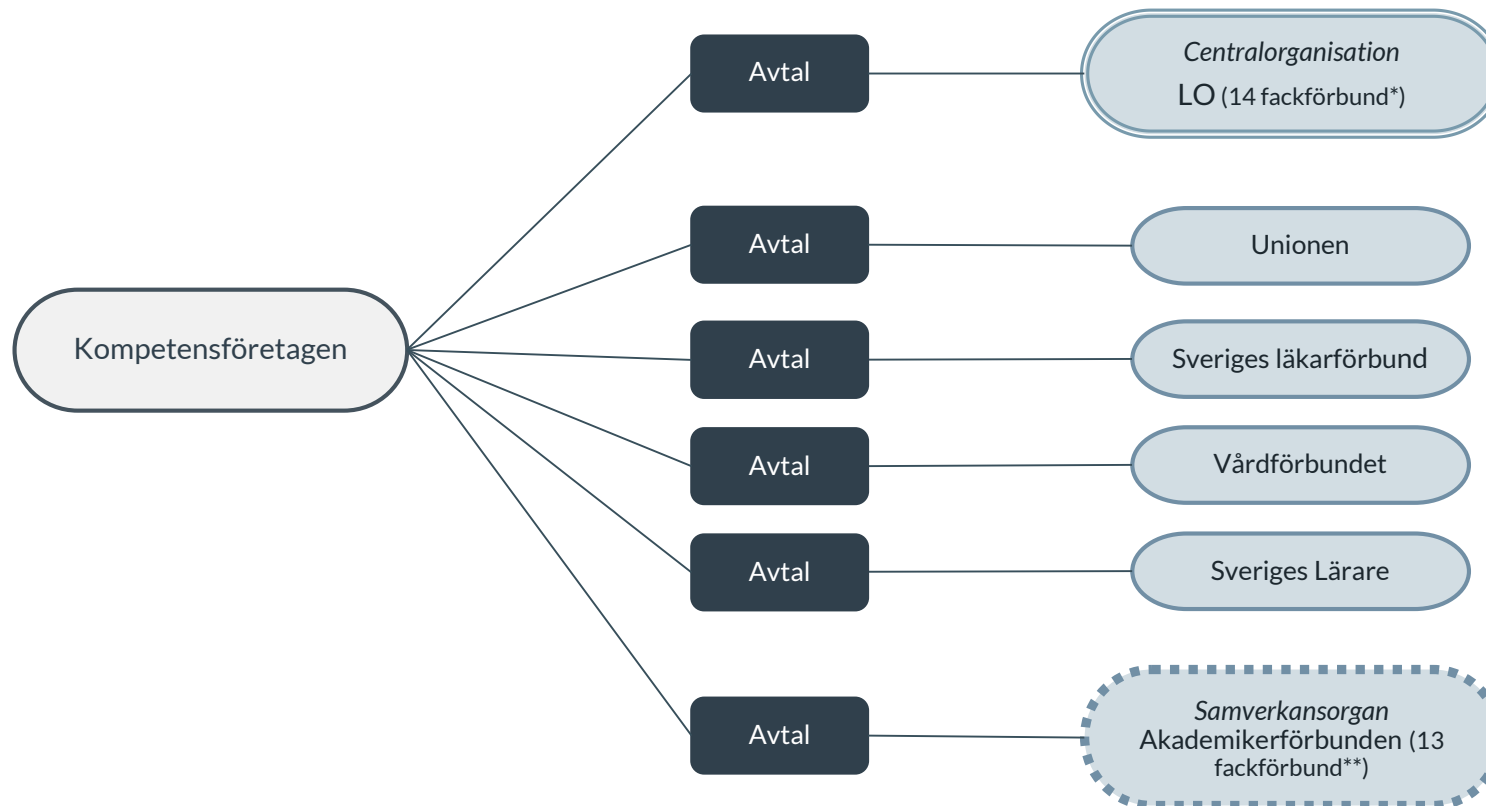 Avtal
Centralorganisation
LO (14 fackförbund*)
Avtal
Unionen
Kompetensföretagen
Avtal
Sveriges läkarförbund
Avtal
Vårdförbundet
Avtal
Sveriges Lärare
Avtal
Samverkansorgan
Akademikerförbunden (13
fackförbund**)